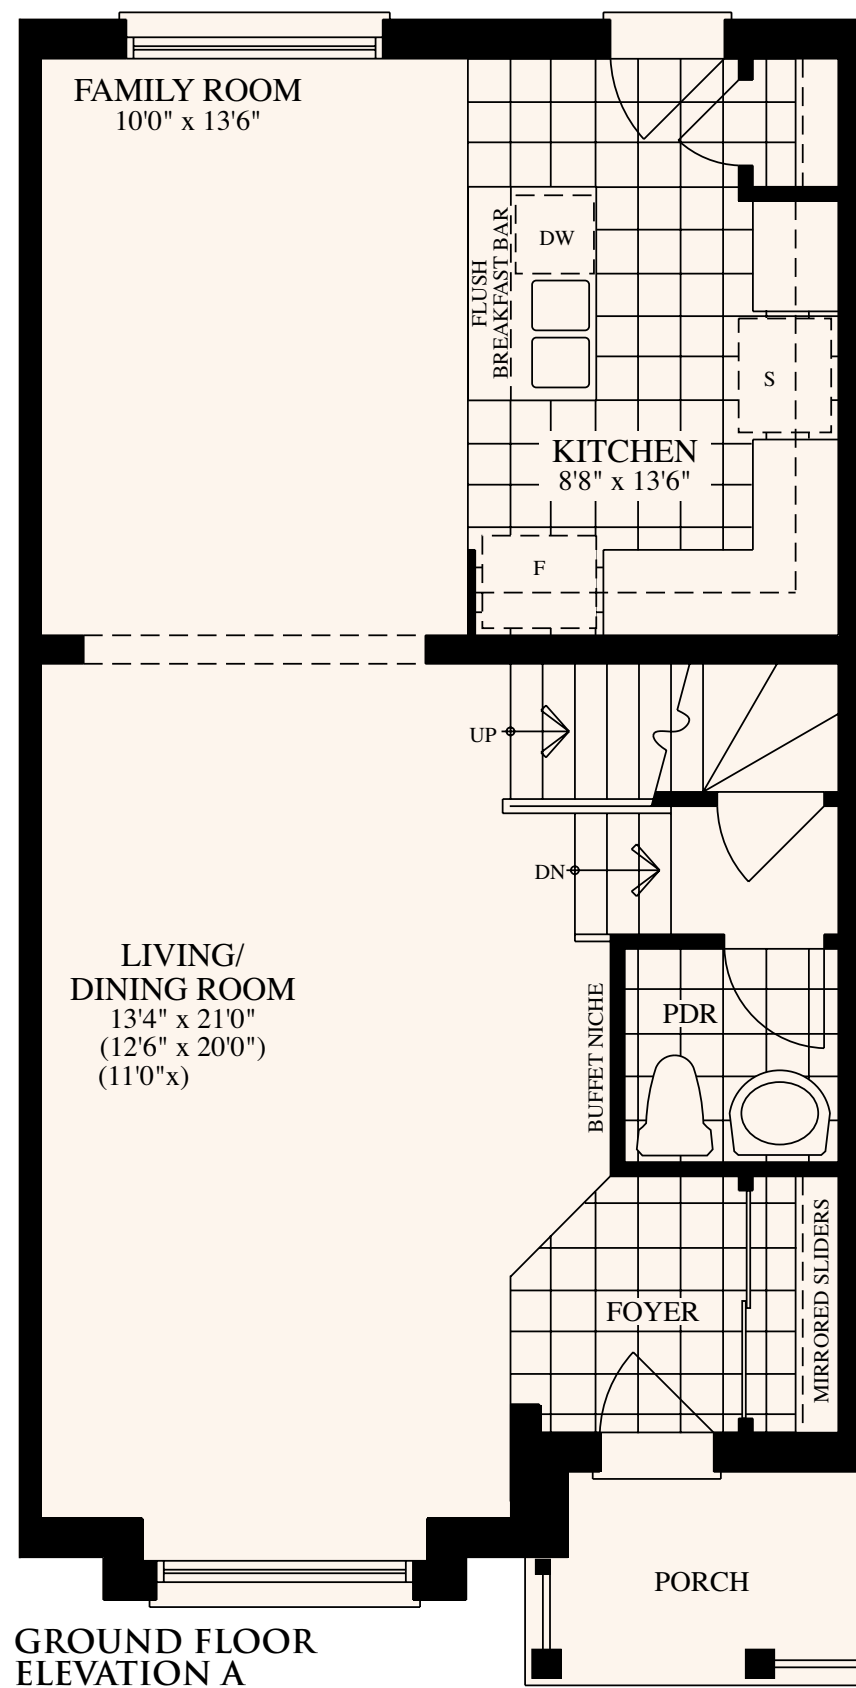 FAMILY ROOM
10'0" x 13'6"
FLUSH
BREAKFAST BAR
DW
S
KITCHEN
8'8" x 13'6"
F
UP
DN
LIVING/
DINING ROOM
13'4" x 21'0"
(12'6" x 20'0")
(11'0"x)
BUFFET NICHE
PDR
FOYER
MIRRORED SLIDERS
PORCH
GROUND FLOOR
ELEVATION A